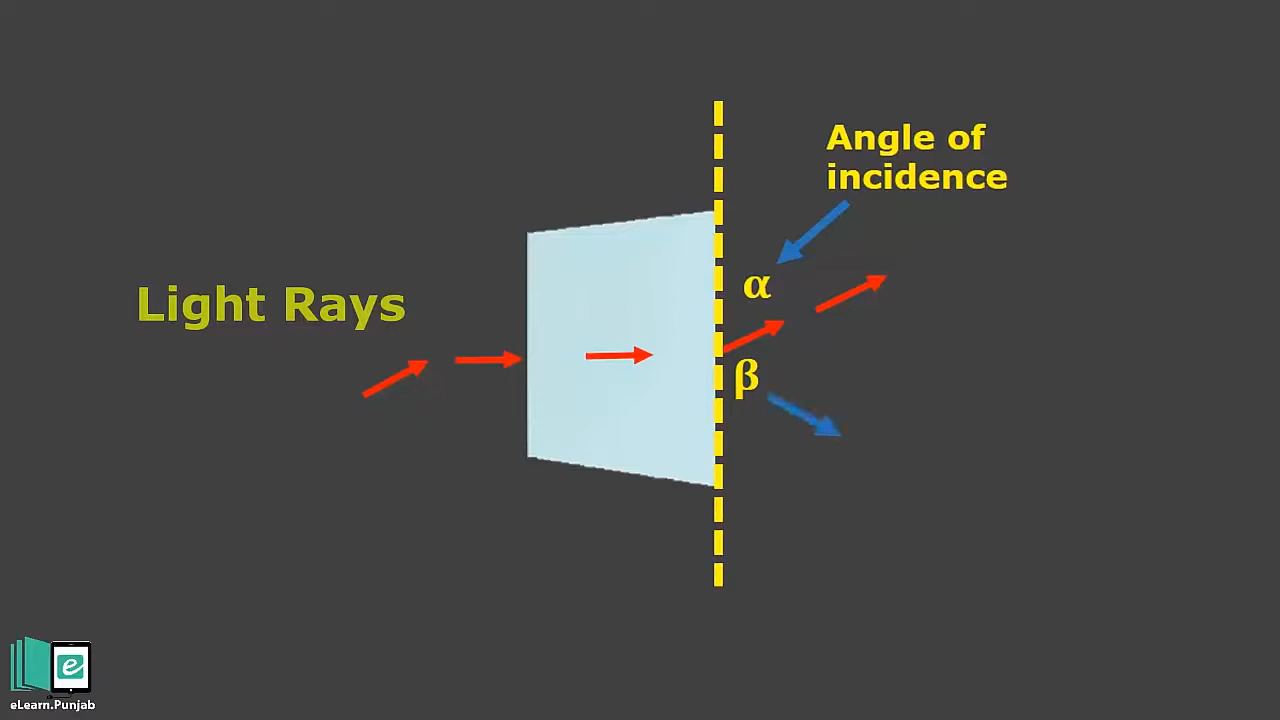 Angle of
incidence
α
Light Rays
β
eLearn.Punjab